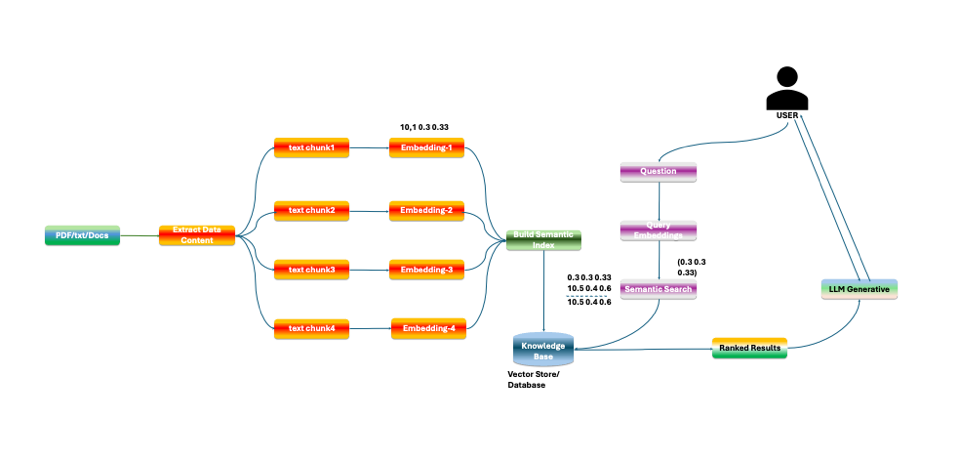 USER
10,1 0.3 0.33
text chunk1
Embedding-1
Question
text chunk2
Embedding-2
PDF/txt/Docs
Extract Data
Content
Query
Embeddings
Build Semantic
Index
text chunk3
Embedding-3
(0.3 0.3
0.33)
0.3 0.3 0.33
10.5 0.4 0.6
10.5 0.4 0.6
Semantic Search
LLM Generative
text chunk4
Embedding-4
Knowledge
Base
Ranked Results
Vector Store/
Database